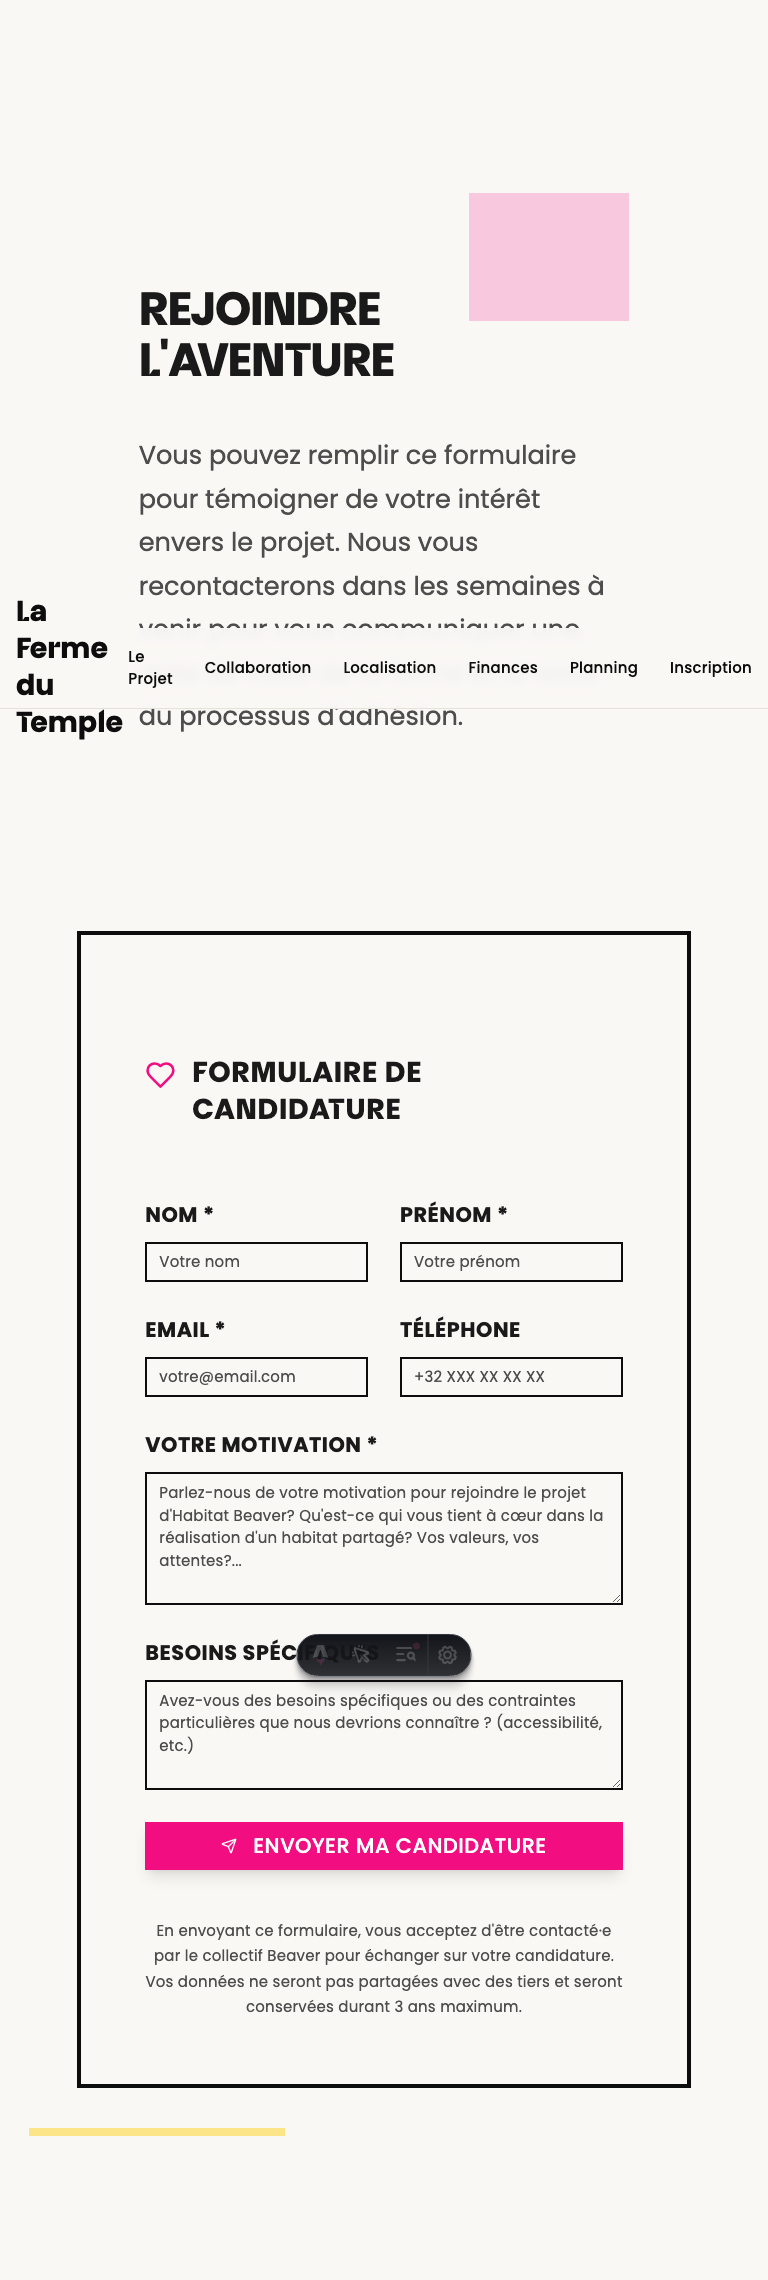 REJOINDRE
L'AVENTURE
Vous pouvez remplir ce formulaire
pour témoigner de votre intérêt
envers le projet. Nous vous
recontacterons dans les semaines à
venir pour vous communiquer une
du processus d'adhésion.
La
Ferme
du
Temple
Le
Projet
Collaboration
Localisation
Finances
Planning
Inscription
FORMULAIRE DE
CANDIDATURE
NOM *
PRÉNOM *
Votre nom
Votre prénom
EMAIL *
TÉLÉPHONE
votre@email.com
+32 XXX XX XX XX
VOTRE MOTIVATION *
Parlez-nous de votre motivation pour rejoindre le projet
d'Habitat Beaver? Qu'est-ce qui vous tient à cœur dans la
réalisation d'un habitat partagé? Vos valeurs, vos
attentes?...
BESOINS SPÉCIFIQUES
Avez-vous des besoins spécifiques ou des contraintes
particulières que nous devrions connaître ? (accessibilité,
etc.)
ENVOYER MA CANDIDATURE
En envoyant ce formulaire, vous acceptez d'être contacté·e
par le collectif Beaver pour échanger sur votre candidature.
Vos données ne seront pas partagées avec des tiers et seront
conservées durant 3 ans maximum.